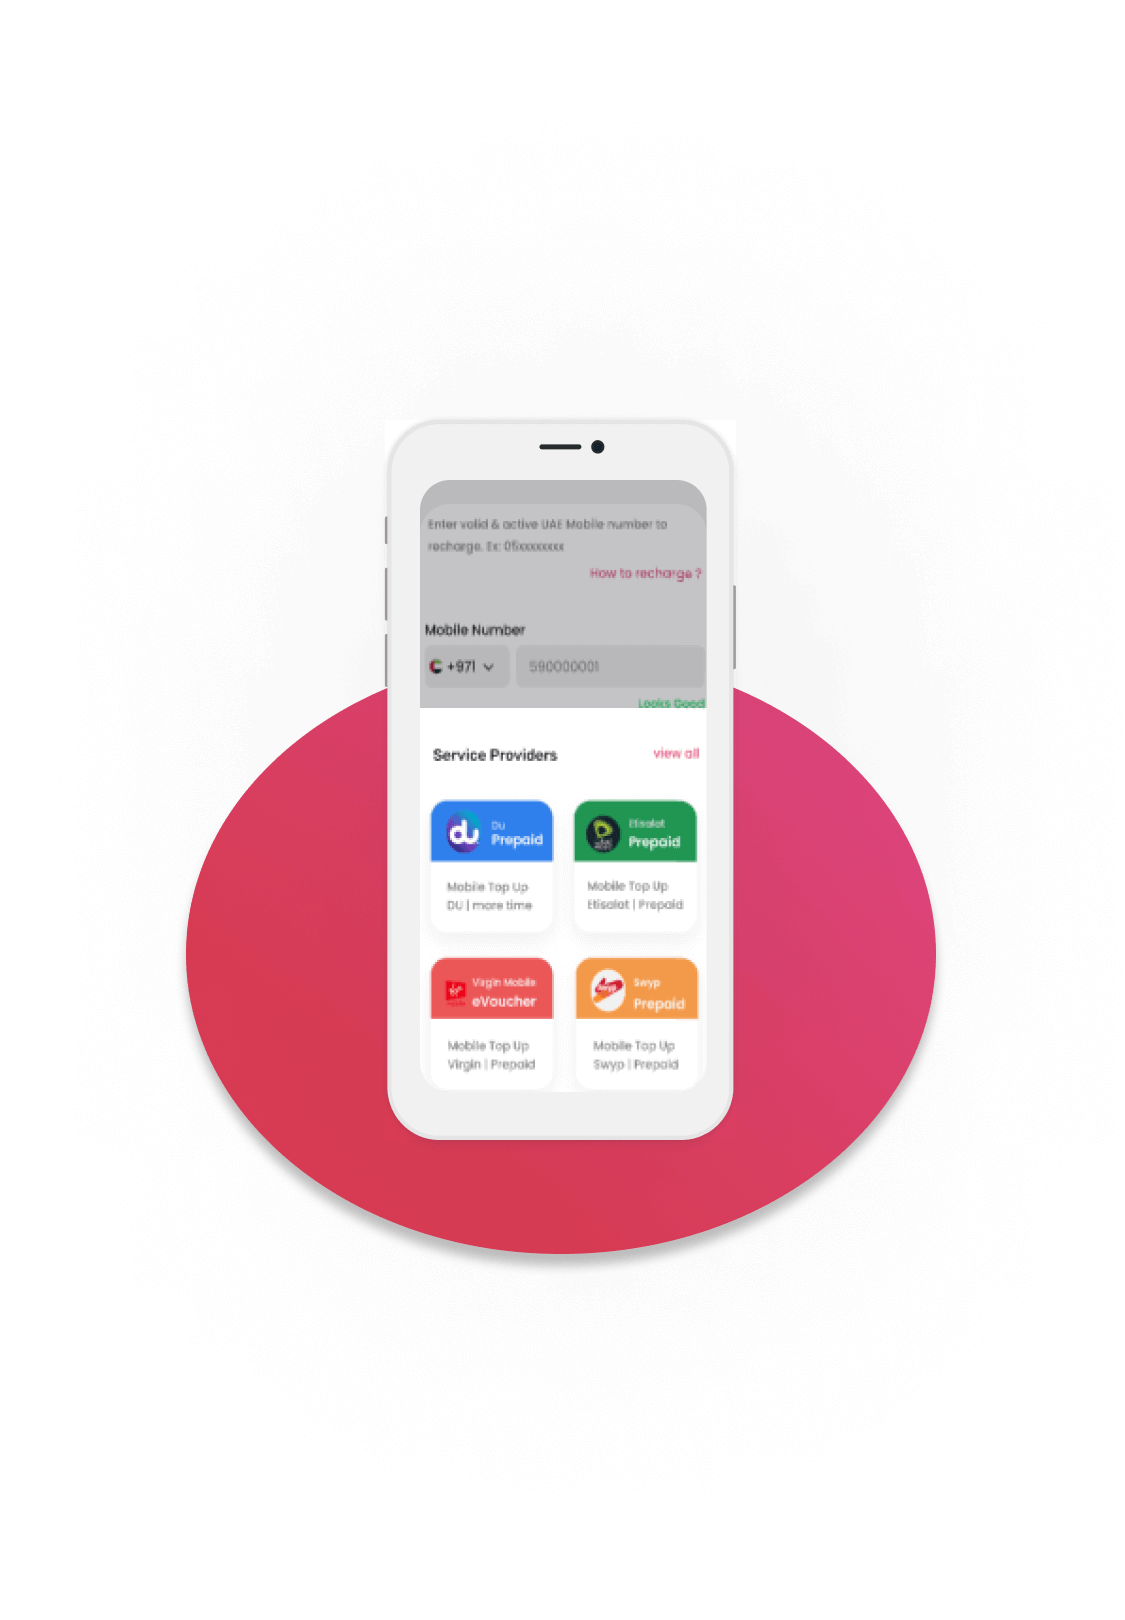 Enter valid & active UAE Mobile number to
recharge. Ex: 05xxxxxxxx
How to recharge ?
Mobile Number
+971
590000001
Looks Good
Service Providers
view all
du
DU
Prepaid
Etisalat
Prepaid
Mobile Top Up
DU | more time
Mobile Top Up
Etisalat | Prepaid
Virgin Mobile
eVoucher
Swyp
Swyp
Prepaid
Mobile Top Up
Virgin | Prepaid
Mobile Top Up
Swyp | Prepaid